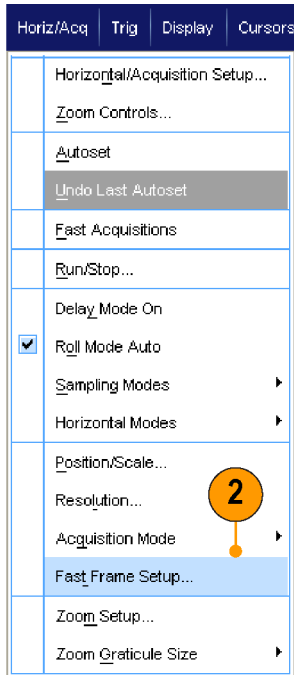 Horiz/Acq Trig Display Cursors
Horizontal/Acquisition Setup...
Zoom Controls...
Autoset
Undo Last Autoset
Fast Acquisitions
Run/Stop...
Delay Mode On
Roll Mode Auto
Sampling Modes
Horizontal Modes
Position/Scale...
Resolution...
2
Acquisition Mode
Fast Frame Setup...
Zoom Setup...
Zoom Graticule Size